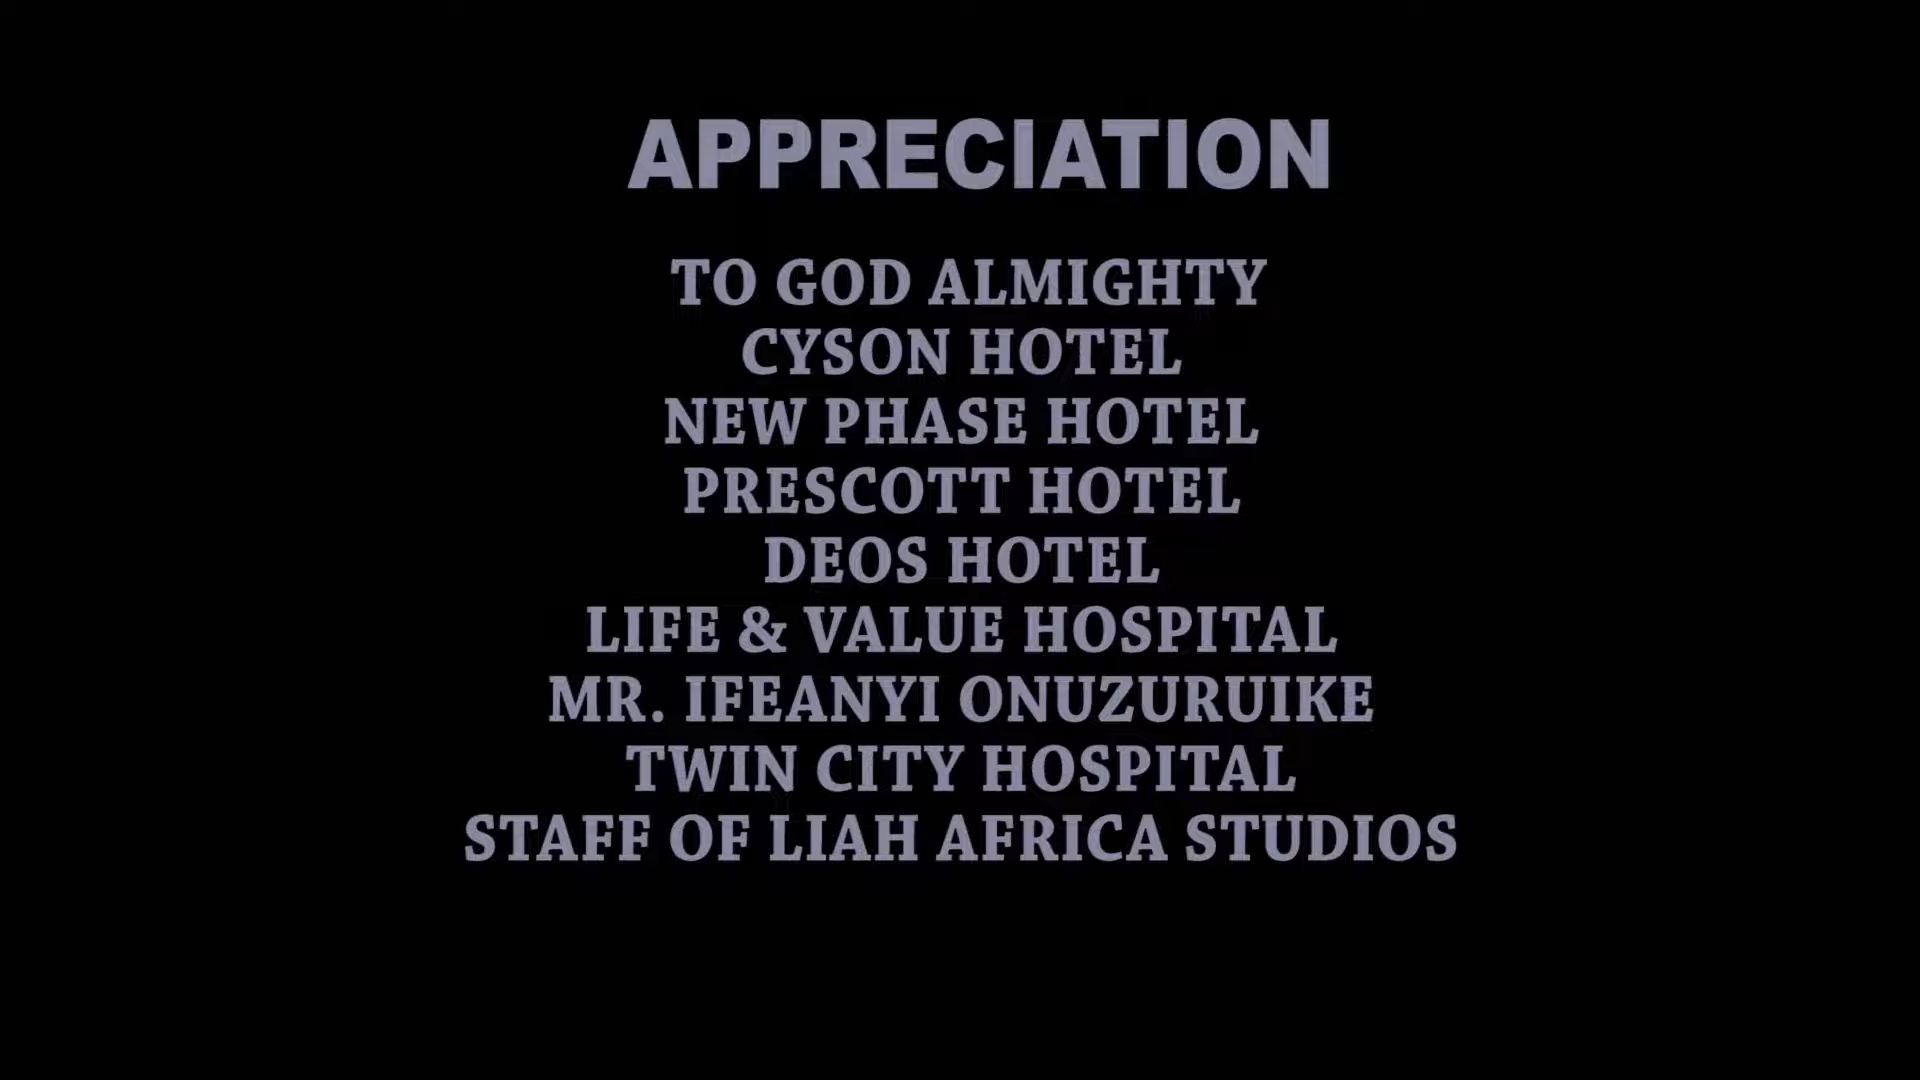 APPRECIATION
TO GOD ALMIGHTY
CYSON HOTEL
NEW PHASE HOTEL
PRESCOTT HOTEL
DEOS HOTEL
LIFE & VALUE HOSPITAL
MR. IFEANYI ONUZURUIKE
TWIN CITY HOSPITAL
STAFF OF LIAH AFRICA STUDIOS